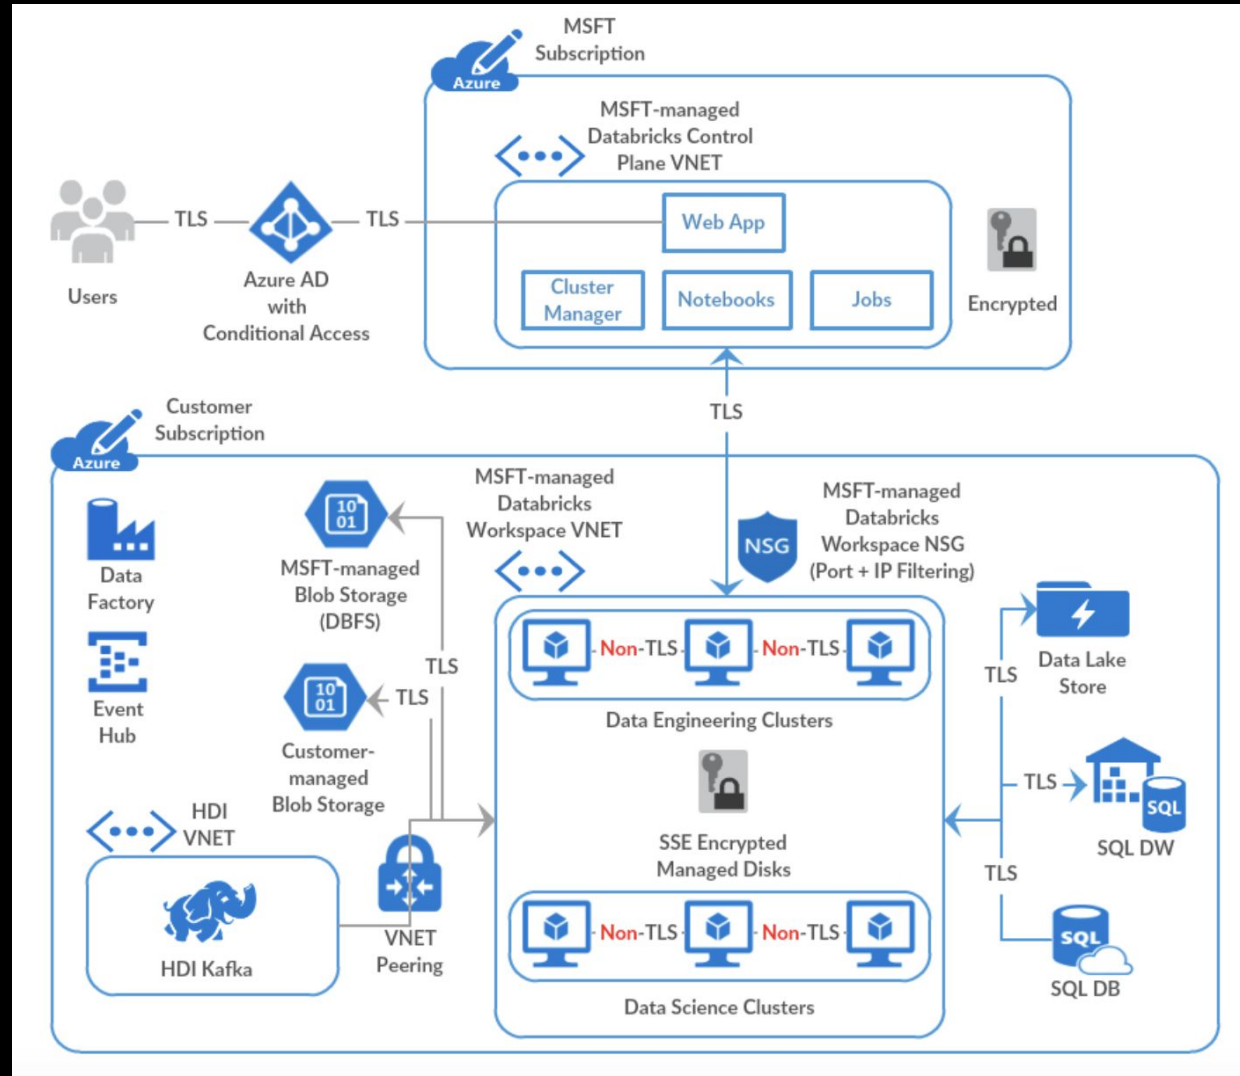 MSFT
Subscription
Azure
MSFT-managed
Databricks Control
Plane VNET
TLS
TLS
Web App
Users
Azure AD
with
Conditional Access
Cluster
Manager
Notebooks
Jobs
Encrypted
TLS
Customer
Subscription
Azure
Data
Factory
Event
Hub
10
01
MSFT-managed
Blob Storage
(DBFS)
TLS
10
01
TLS
Customer-
managed
Blob Storage
MSFT-managed
Databricks
Workspace VNET
NSG
MSFT-managed
Databricks
Workspace NSG
(Port + IP Filtering)
Non-TLS
Non-TLS
Data Engineering Clusters
SSE Encrypted
Managed Disks
Non-TLS
Non-TLS
Data Science Clusters
HDI
VNET
HDI Kafka
VNET
Peering
TLS
Data Lake
Store
TLS
SQL
SQL DW
TLS
SQL
SQL DB